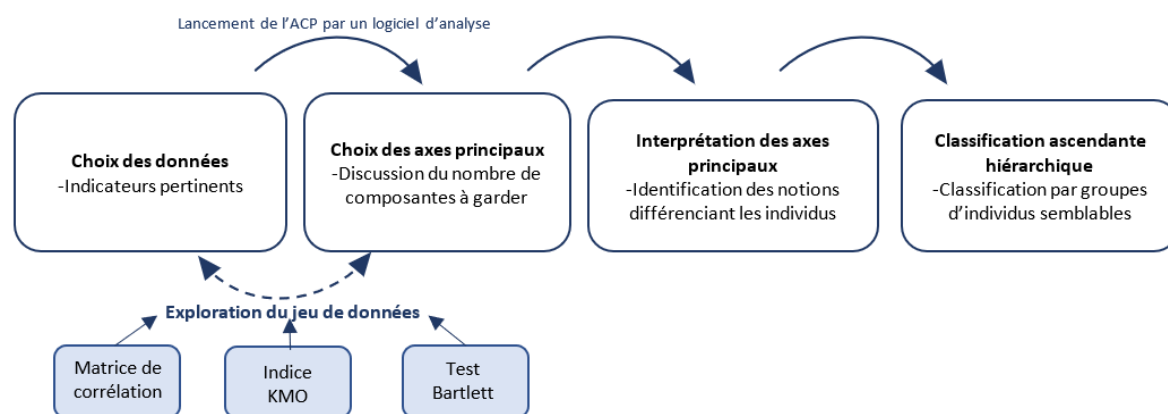 Lancement de l'ACP par un logiciel d'analyse
Choix des données
-Indicateurs pertinents
Choix des axes principaux
-Discussion du nombre de
composantes à garder
Interprétation des axes
principaux
-Identification des notions
différenciant les individus
Classification ascendante
hiérarchique
-Classification par groupes
d'individus semblables
Exploration du jeu de données
Matrice de
corrélation
Indice
KMO
Test
Bartlett